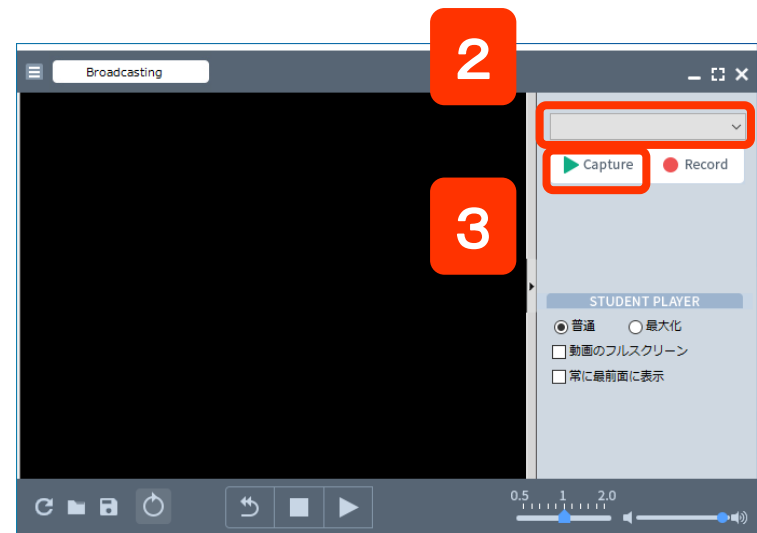 2
Broadcasting
Capture
Record
3
STUDENT PLAYER
普通
最大化
動画のフルスクリーン
常に最前面に表示
0.5 1 2.0